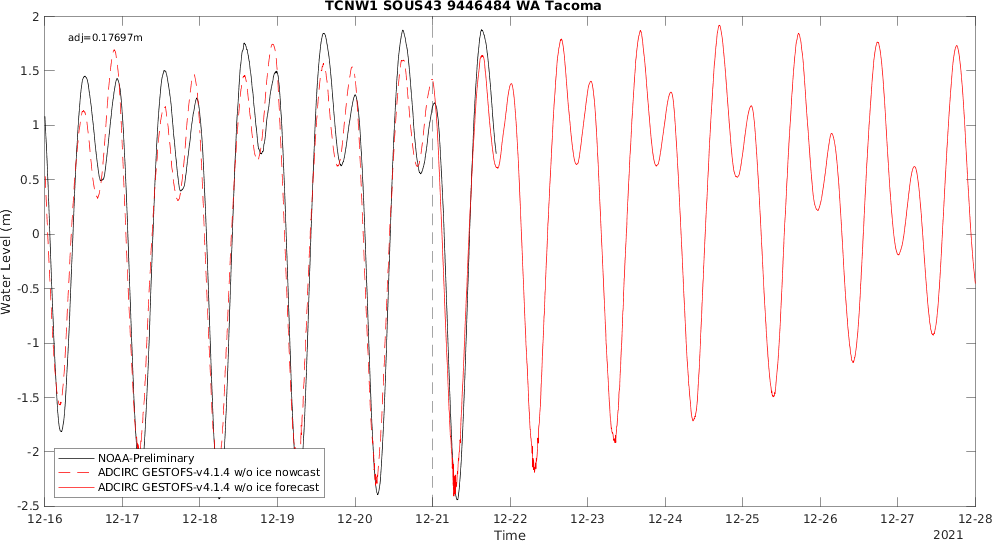 TCNW1 SOUS43 9446484 WA Tacoma
adj=0.17697m
2
1.5
1
0.5
0
-0.5
-1
-1.5
-2
-2.5
Water Level (m)
NOAA-Preliminary
ADCIRC GESTOFS-v4.1.4 w/o ice nowcast
ADCIRC GESTOFS-v4.1.4 w/o ice forecast
12-16 12-17 12-18 12-19 12-20 12-21 12-22 12-23 12-24 12-25 12-26 12-27 12-28
Time
2021